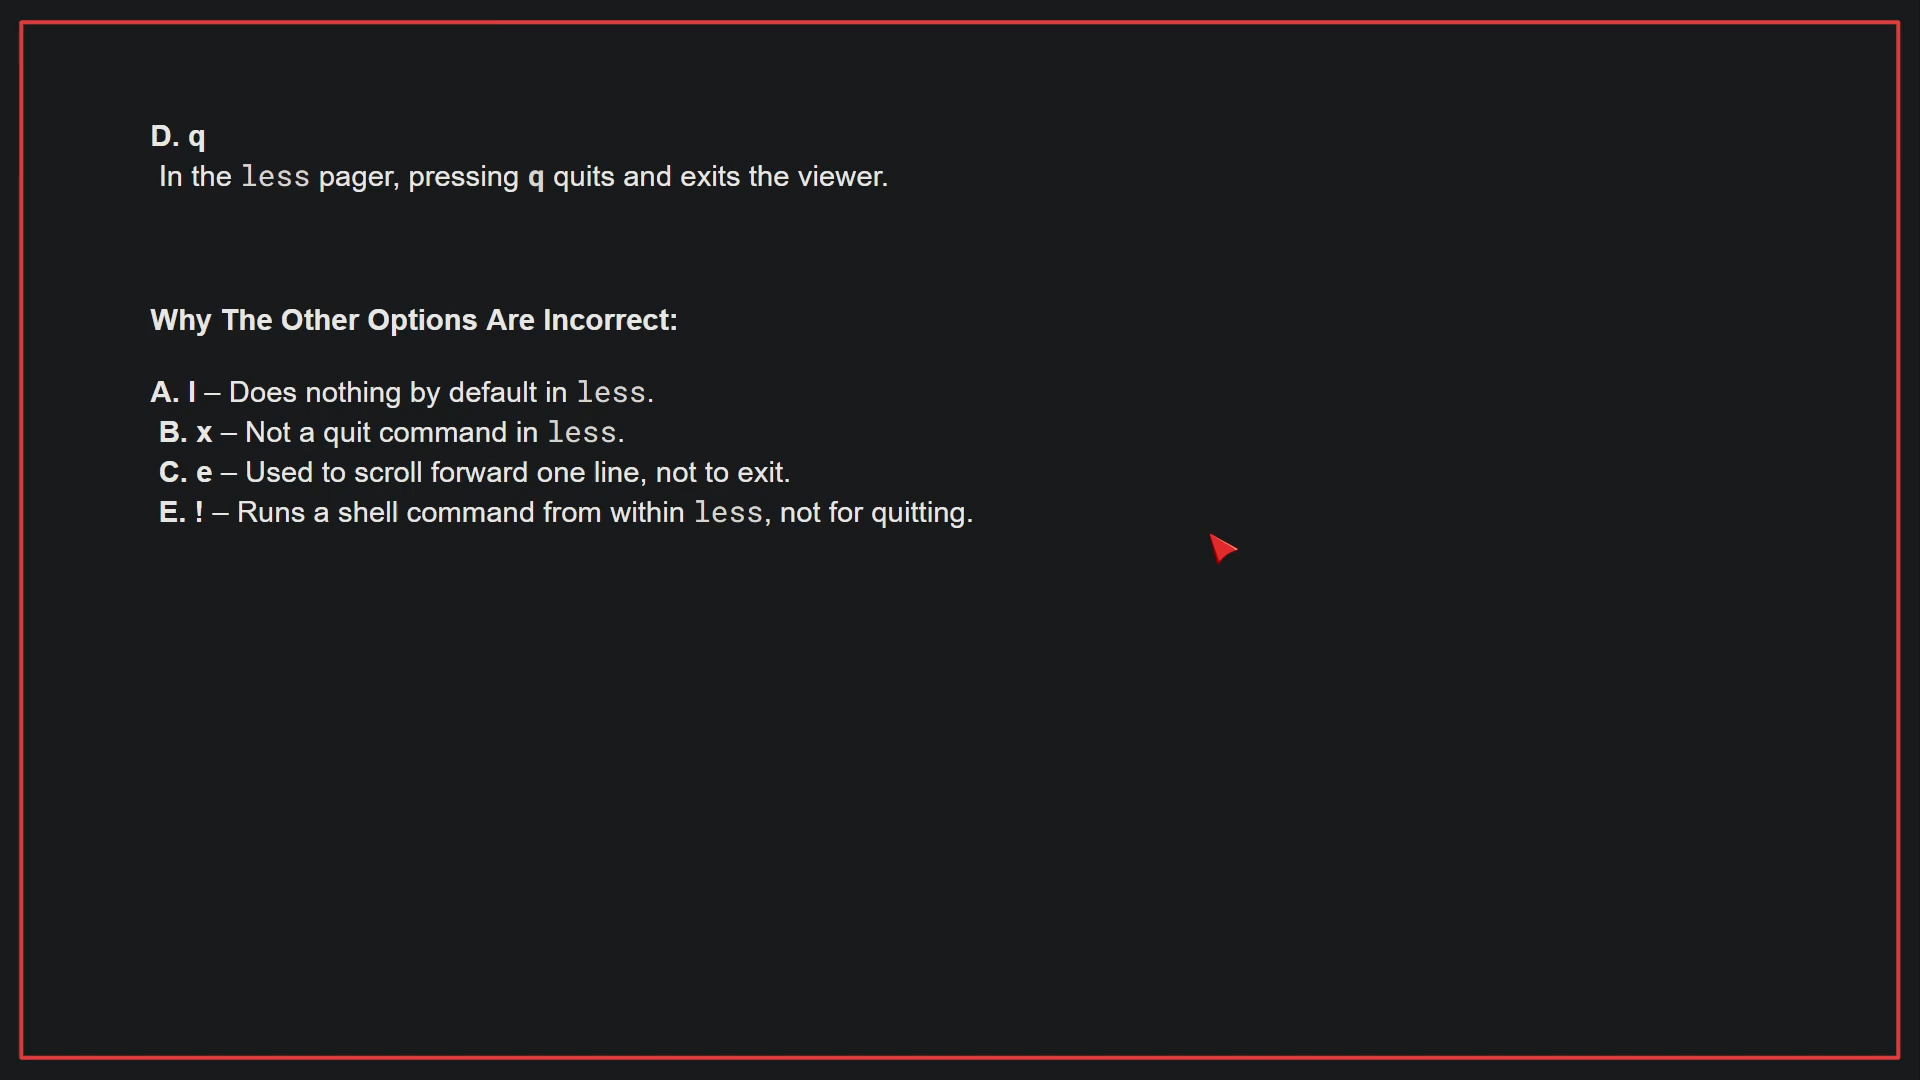 D. q
In the less pager, pressing q quits and exits the viewer.
Why The Other Options Are Incorrect:
A. l – Does nothing by default in less.
B. x – Not a quit command in less.
C. e – Used to scroll forward one line, not to exit.
E. ! – Runs a shell command from within less, not for quitting.